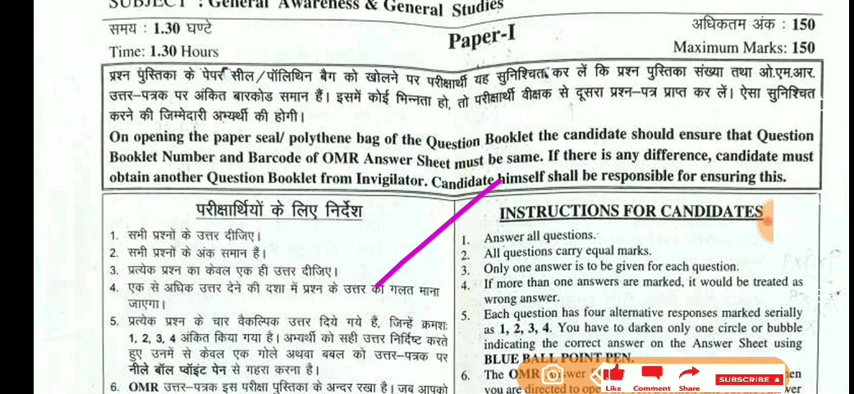 SUBJECT : General Awareness & General Studies
समय : 1.30 घण्टे
Paper-I
अधिकतम अंक : 150
Time: 1.30 Hours
Maximum Marks: 150
प्रश्न पुस्तिका के पेपर सील/पॉलिथिन बैग को खोलने पर परीक्षार्थी यह सुनिश्चित कर लें कि प्रश्न पुस्तिका संख्या तथा ओ.एम.आर.
उत्तर-पत्रक पर अंकित बारकोड समान हैं। इसमें कोई भिन्नता हो, तो परीक्षार्थी वीक्षक से दूसरा प्रश्न-पत्र प्राप्त कर लें। ऐसा सुनिश्चित
करने की जिम्मेदारी अभ्यर्थी की होगी।
On opening the paper seal/ polythene bag of the Question Booklet the candidate should ensure that Question
Booklet Number and Barcode of OMR Answer Sheet must be same. If there is any difference, candidate must
obtain another Question Booklet from Invigilator. Candidate himself shall be responsible for ensuring this.
परीक्षार्थियों के लिए निर्देश
1. सभी प्रश्नों के उत्तर दीजिए।
2. सभी प्रश्नों के अंक समान हैं।
3. प्रत्येक प्रश्न का केवल एक ही उत्तर दीजिए।
4. एक से अधिक उत्तर देने की दशा में प्रश्न के उत्तर को गलत माना
जाएगा।
5. प्रत्येक प्रश्न के चार वैकल्पिक उत्तर दिये गये हैं, जिन्हें क्रमशः
1, 2, 3, 4 अंकित किया गया है। अभ्यर्थी को सही उत्तर निर्दिष्ट करते
हुए उनमें से केवल एक गोले अथवा बबल को उत्तर-पत्रक पर
नीले बॉल प्वॉइंट पेन से गहरा करना है।
6. OMR उत्तर-पत्रक इस परीक्षा पुस्तिका के अन्दर रखा है। जब आपको
INSTRUCTIONS FOR CANDIDATES
1. Answer all questions.
2. All questions carry equal marks.
3. Only one answer is to be given for each question.
4. If more than one answers are marked, it would be treated as
wrong answer.
5. Each question has four alternative responses marked serially
as 1, 2, 3, 4. You have to darken only one circle or bubble
indicating the correct answer on the Answer Sheet using
BLUE BALL POINT PEN.
6. The OMR
you are directed to ope
Like Comment Share SUBSCRIBE